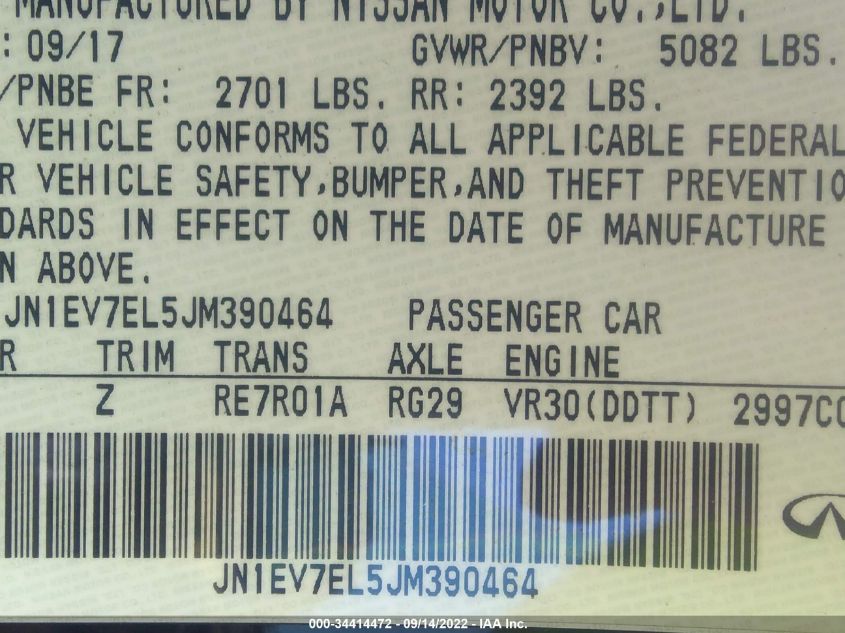 MANUFACTURED BY NISSAN MOTOR CO.,LTD.
: 09/17 GVWR/PNBV: 5082 LBS.
/PNBE FR: 2701 LBS. RR: 2392 LBS.
VEHICLE CONFORMS TO ALL APPLICABLE FEDERAL
R VEHICLE SAFETY,BUMPER,AND THEFT PREVENTIO
DARDS IN EFFECT ON THE DATE OF MANUFACTURE
N ABOVE.
JN1EV7EL5JM390464 PASSENGER CAR
R TRIM TRANS AXLE ENGINE
Z RE7R01A RG29 VR30(DDTT) 2997CC
JN1EV7EL5JM390464
000-34414472 - 09/14/2022 - IAA Inc.